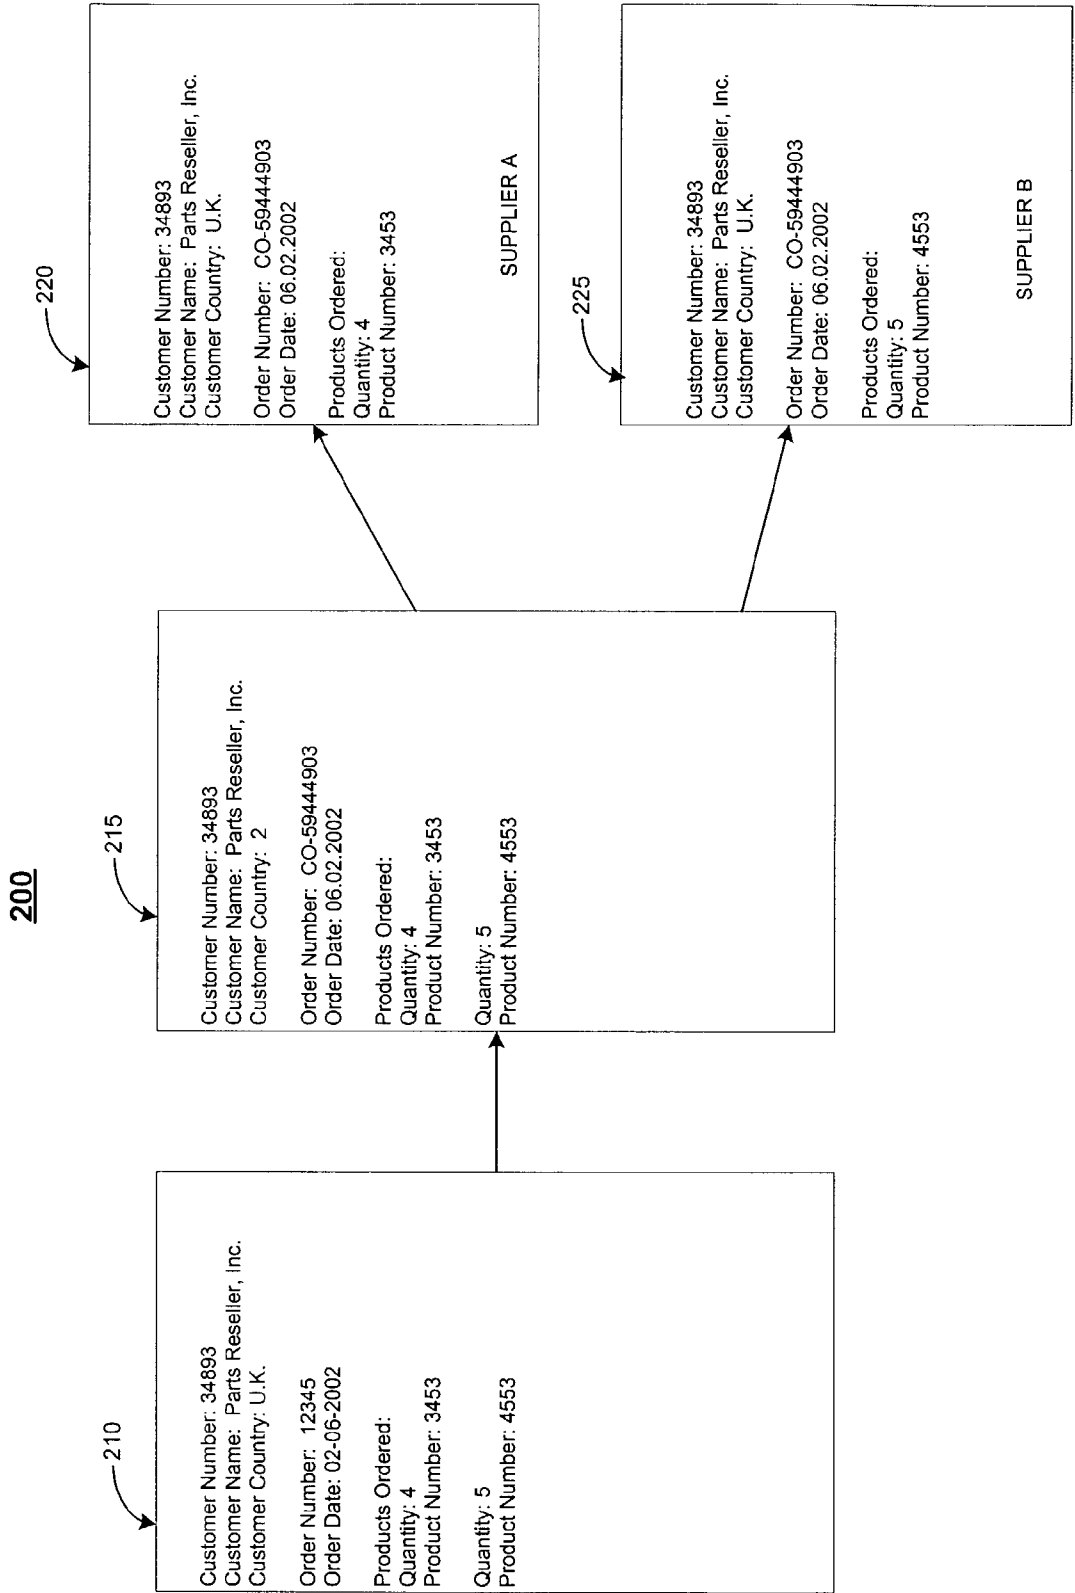 200
210
Customer Number: 34893
Customer Name: Parts Reseller, Inc.
Customer Country: U.K.
Order Number: 12345
Order Date: 02-06-2002
Products Ordered:
Quantity: 4
Product Number: 3453
Quantity: 5
Product Number: 4553
215
Customer Number: 34893
Customer Name: Parts Reseller, Inc.
Customer Country: 2
Order Number: CO-59444903
Order Date: 06.02.2002
Products Ordered:
Quantity: 4
Product Number: 3453
Quantity: 5
Product Number: 4553
220
Customer Number: 34893
Customer Name: Parts Reseller, Inc.
Customer Country: U.K.
Order Number: CO-59444903
Order Date: 06.02.2002
Products Ordered:
Quantity: 4
Product Number: 3453
SUPPLIER A
225
Customer Number: 34893
Customer Name: Parts Reseller, Inc.
Customer Country: U.K.
Order Number: CO-59444903
Order Date: 06.02.2002
Products Ordered:
Quantity: 5
Product Number: 4553
SUPPLIER B